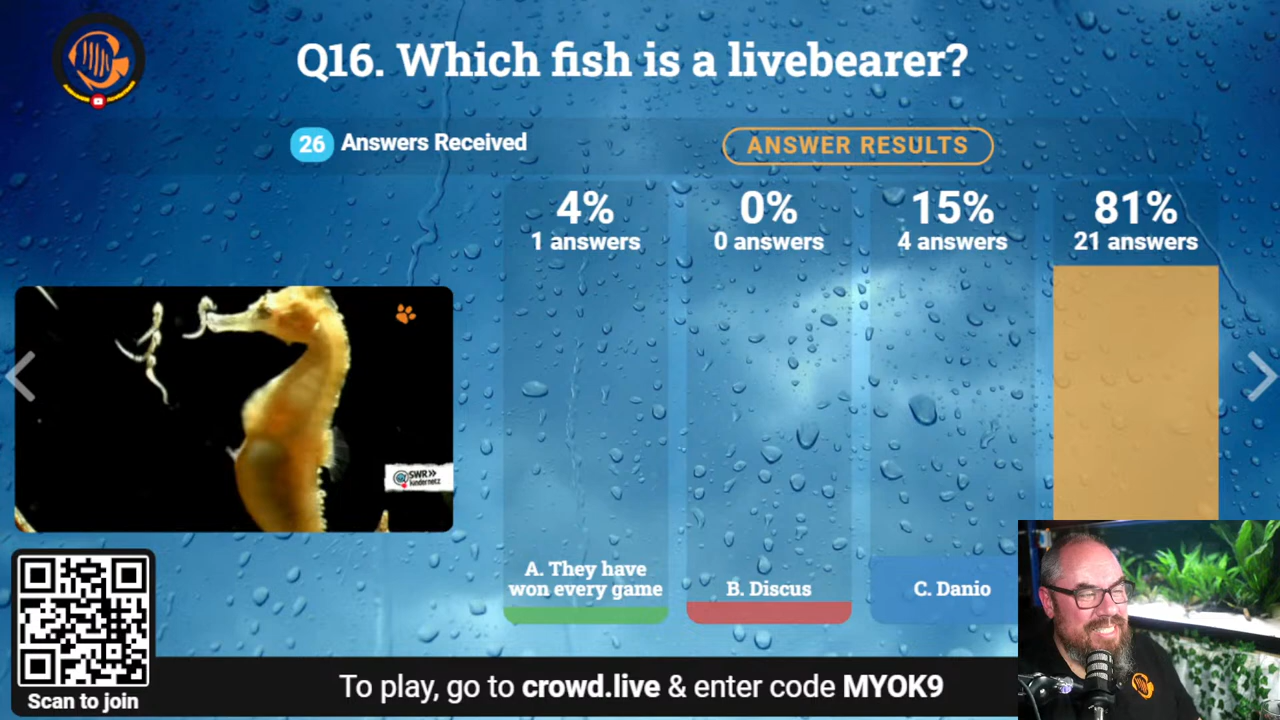 Q16. Which fish is a livebearer?
26 Answers Received
ANSWER RESULTS
4%
1 answers
0%
0 answers
15%
4 answers
81%
21 answers
SWR»
kindernetz
A. They have
won every game
B. Discus
C. Danio
Scan to join
To play, go to crowd.live & enter code MYOK9